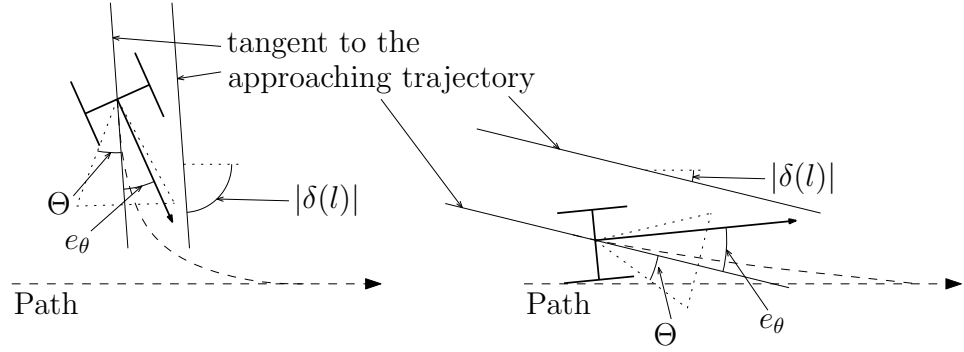 tangent to the
approaching trajectory
Θ
e_θ
|δ(l)|
Path
|δ(l)|
Θ
e_θ
Path